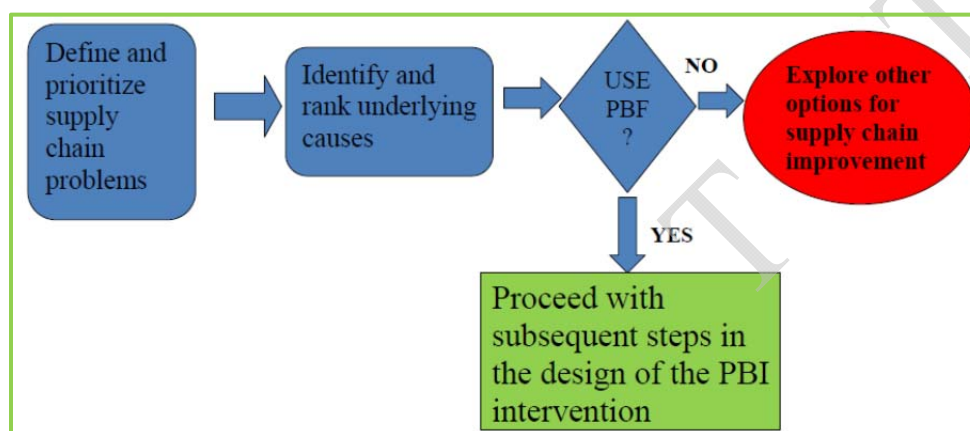 Define and
prioritize
supply
chain
problems
Identify and
rank underlying
causes
USE
PBF
?
NO
Explore other
options for
supply chain
improvement
YES
Proceed with
subsequent steps in
the design of the PBI
intervention